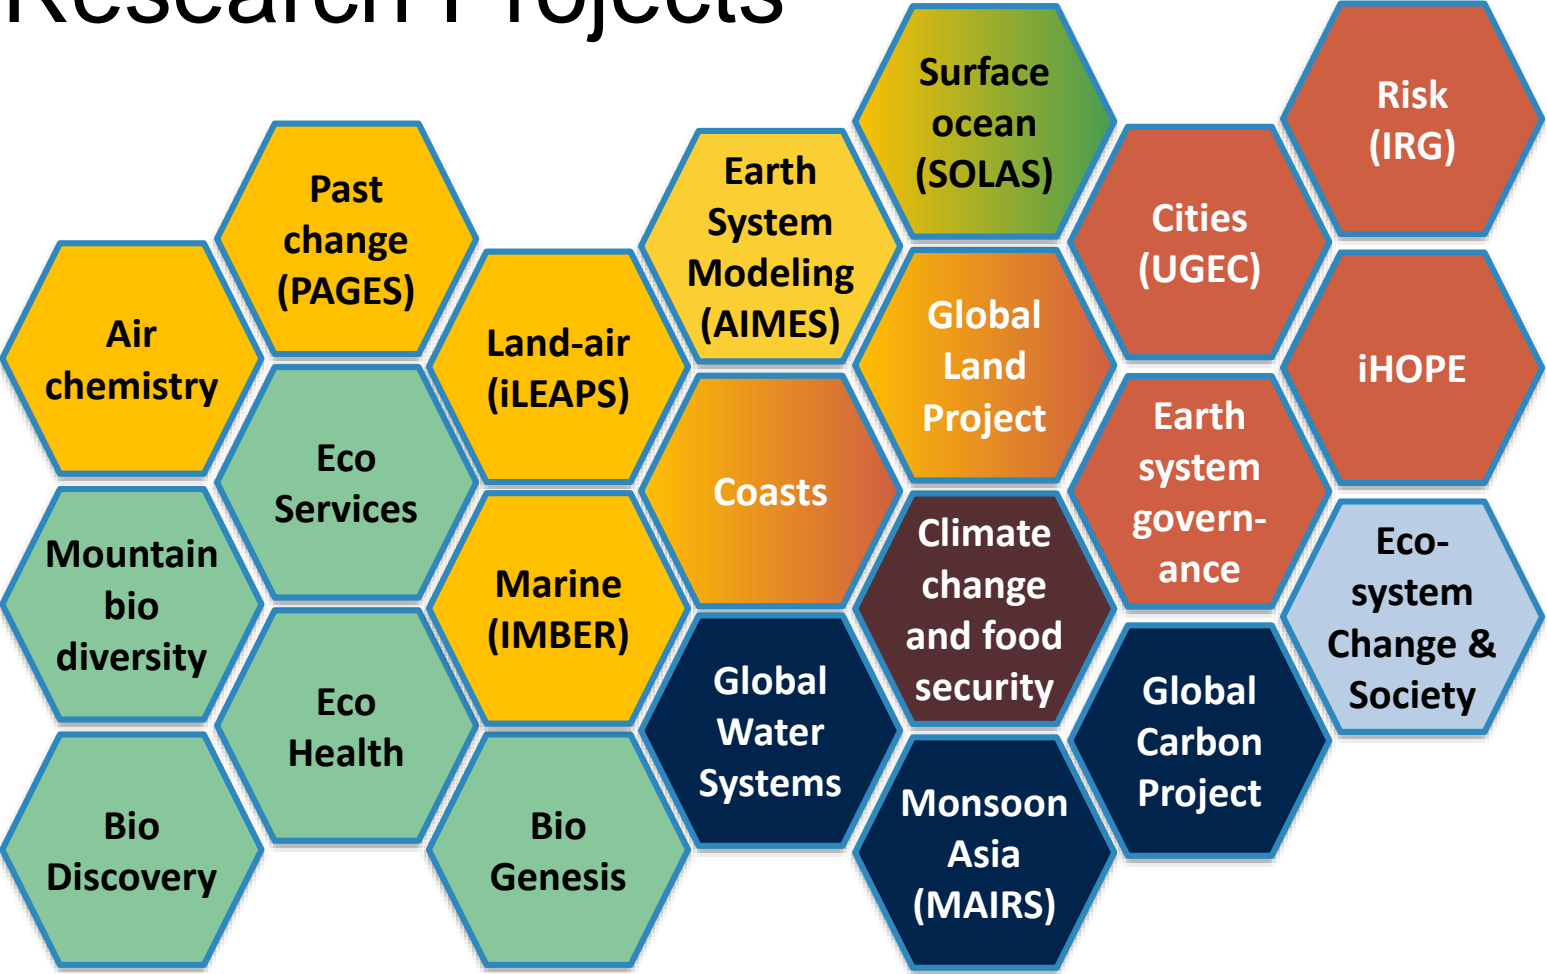 Research Projects
Surface
ocean
(SOLAS)
Risk
(IRG)
Past
change
(PAGES)
Earth
System
Modeling
(AIMES)
Cities
(UGEC)
Air
chemistry
Land-air
(iLEAPS)
Global
Land
Project
iHOPE
Eco
Services
Coasts
Earth
system
govern-
ance
Mountain
bio
diversity
Marine
(IMBER)
Climate
change
and food
security
Eco-
system
Change &
Society
Eco
Health
Global
Water
Systems
Global
Carbon
Project
Bio
Discovery
Bio
Genesis
Monsoon
Asia
(MAIRS)